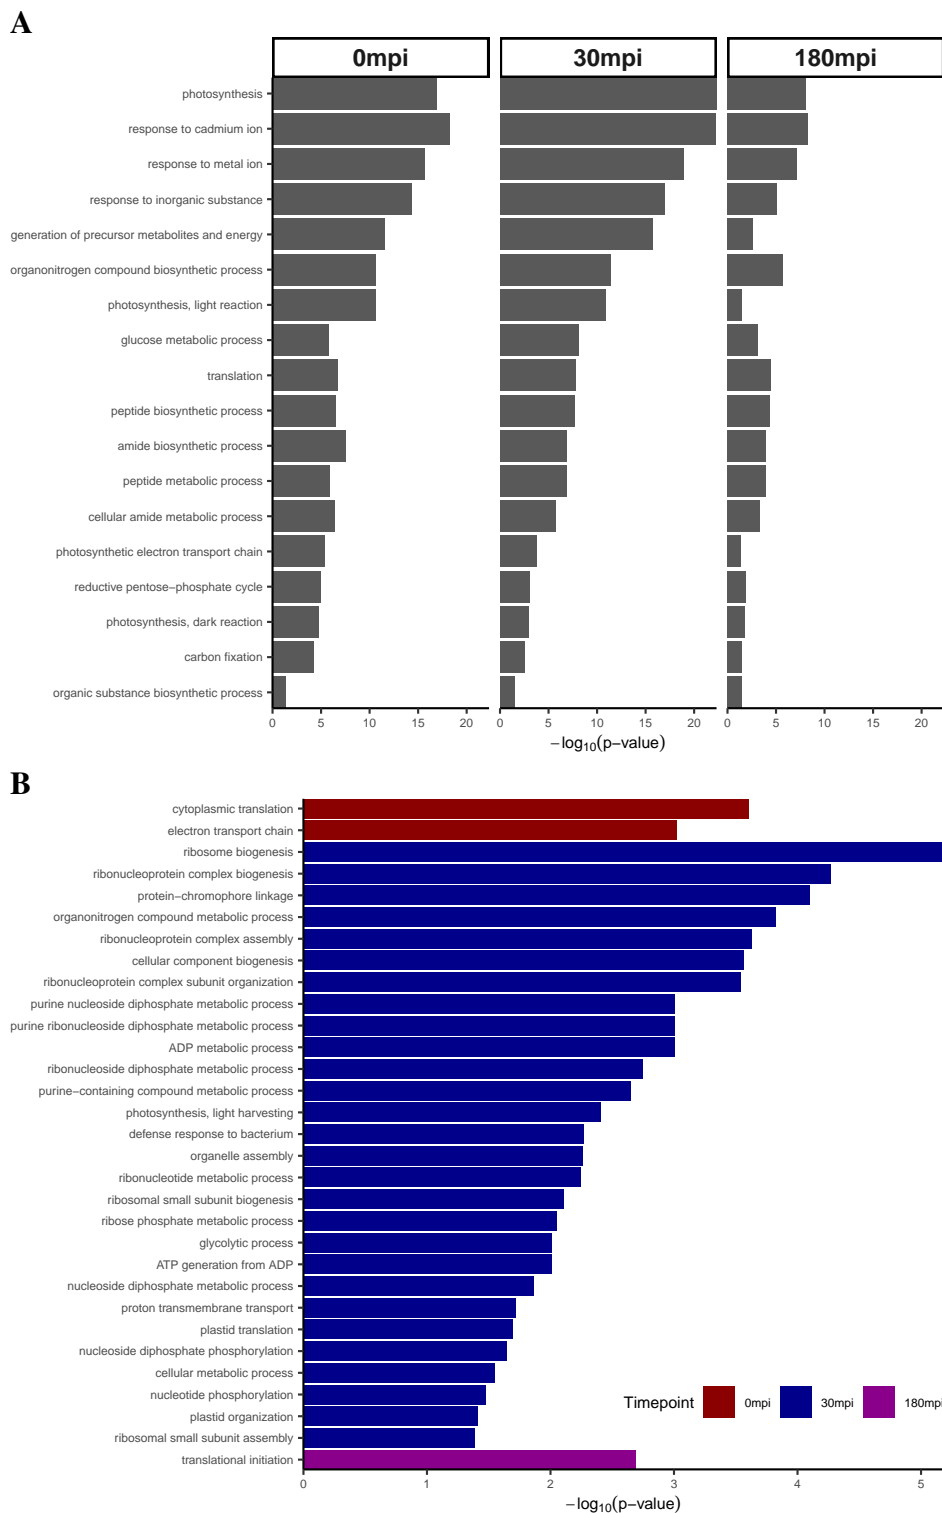 A
0mpi 30mpi 180mpi
photosynthesis
response to cadmium ion
response to metal ion
response to inorganic substance
generation of precursor metabolites and energy
organonitrogen compound biosynthetic process
photosynthesis, light reaction
glucose metabolic process
translation
peptide biosynthetic process
amide biosynthetic process
peptide metabolic process
cellular amide metabolic process
photosynthetic electron transport chain
reductive pentose−phosphate cycle
photosynthesis, dark reaction
carbon fixation
organic substance biosynthetic process
0 5 10 15 20 0 5 10 15 20 0 5 10 15 20
−log10(p−value)
B
cytoplasmic translation
electron transport chain
ribosome biogenesis
ribonucleoprotein complex biogenesis
protein−chromophore linkage
organonitrogen compound metabolic process
ribonucleoprotein complex assembly
cellular component biogenesis
ribonucleoprotein complex subunit organization
purine nucleoside diphosphate metabolic process
purine ribonucleoside diphosphate metabolic process
ADP metabolic process
ribonucleoside diphosphate metabolic process
purine−containing compound metabolic process
photosynthesis, light harvesting
defense response to bacterium
organelle assembly
ribonucleotide metabolic process
ribosomal small subunit biogenesis
ribose phosphate metabolic process
glycolytic process
ATP generation from ADP
nucleoside diphosphate metabolic process
proton transmembrane transport
plastid translation
nucleoside diphosphate phosphorylation
cellular metabolic process
nucleotide phosphorylation
plastid organization
ribosomal small subunit assembly
translational initiation
Timepoint 0mpi 30mpi 180mpi
0 1 2 3 4 5
−log10(p−value)